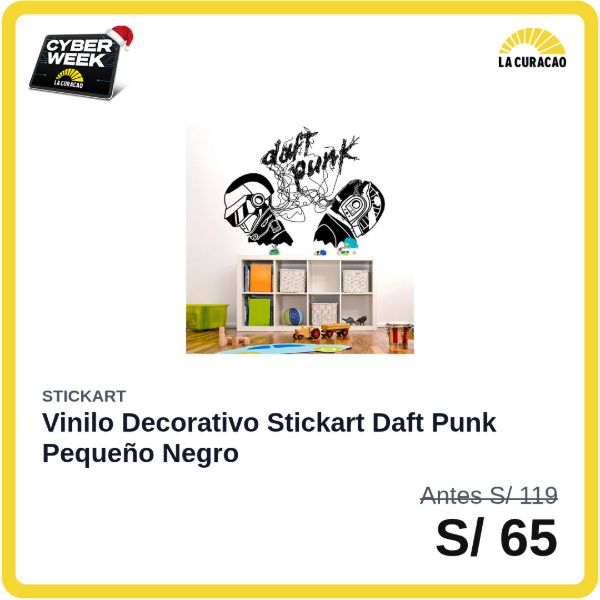 CYBER
WEEK
LA CURACAO
LA CURACAO
daft
punk
STICKART
Vinilo Decorativo Stickart Daft Punk
Pequeño Negro
Antes S/ 119
S/ 65